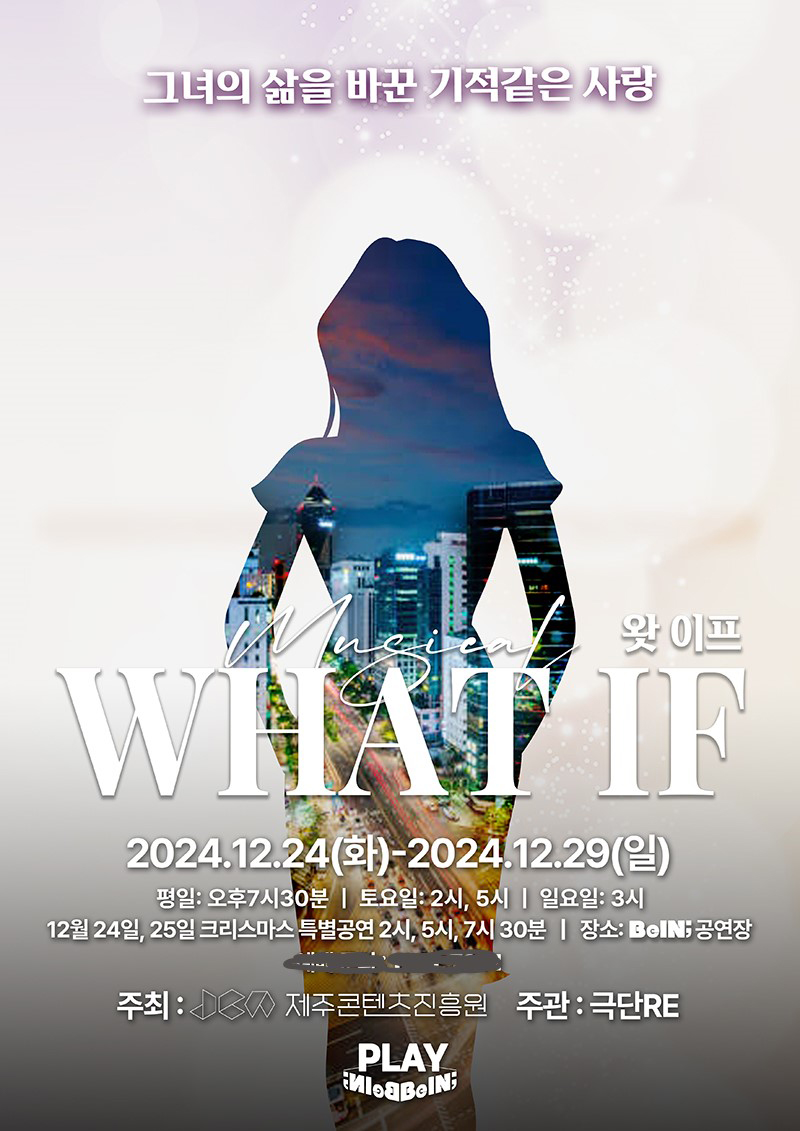 그녀의 삶을 바꾼 기적같은 사랑
Musical
왓 이프
WHAT IF
2024.12.24(화)-2024.12.29(일)
평일: 오후7시30분 | 토요일: 2시, 5시 | 일요일: 3시
12월 24일, 25일 크리스마스 특별공연 2시, 5시, 7시 30분 | 장소: BeIN; 공연장
주최 : 제주콘텐츠진흥원 주관 : 극단RE
PLAY
BeIN;